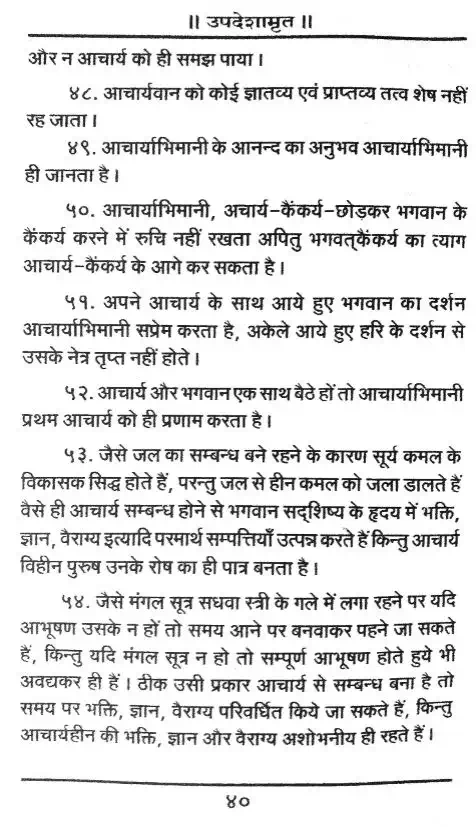 ॥ उपदेशामृत ॥
और न आचार्य को ही समझ पाया।
४८. आचार्यवान को कोई ज्ञातव्य एवं प्राप्तव्य तत्व शेष नहीं
रह जाता।
४९. आचार्याभिमानी के आनन्द का अनुभव आचार्याभिमानी
ही जानता है।
५०. आचार्याभिमानी, अचार्य-कैंकर्य-छोड़कर भगवान के
कैंकर्य करने में रुचि नहीं रखता अपितु भगवत्कैंकर्य का त्याग
आचार्य-कैंकर्य के आगे कर सकता है।
५१. अपने आचार्य के साथ आये हुए भगवान का दर्शन
आचार्याभिमानी सप्रेम करता है, अकेले आये हुए हरि के दर्शन से
उसके नेत्र तृप्त नहीं होते।
५२. आचार्य और भगवान एक साथ बैठे हों तो आचार्याभिमानी
प्रथम आचार्य को ही प्रणाम करता है।
५३. जैसे जल का सम्बन्ध बने रहने के कारण सूर्य कमल के
विकासक सिद्ध होते हैं, परन्तु जल से हीन कमल को जला डालते हैं
वैसे ही आचार्य सम्बन्ध होने से भगवान सद्शिष्य के हृदय में भक्ति,
ज्ञान, वैराग्य इत्यादि परमार्थ सम्पत्तियाँ उत्पन्न करते हैं किन्तु आचार्य
विहीन पुरुष उनके रोष का ही पात्र बनता है।
५४. जैसे मंगल सूत्र सधवा स्त्री के गले में लगा रहने पर यदि
आभूषण उसके न हों तो समय आने पर बनवाकर पहने जा सकते
हैं, किन्तु यदि मंगल सूत्र न हो तो सम्पूर्ण आभूषण होते हुये भी
अवद्यकर ही हैं। ठीक उसी प्रकार आचार्य से सम्बन्ध बना है तो
समय पर भक्ति, ज्ञान, वैराग्य परिवर्धित किये जा सकते हैं, किन्तु
आचार्यहीन की भक्ति, ज्ञान और वैराग्य अशोभनीय ही रहते हैं।
४०